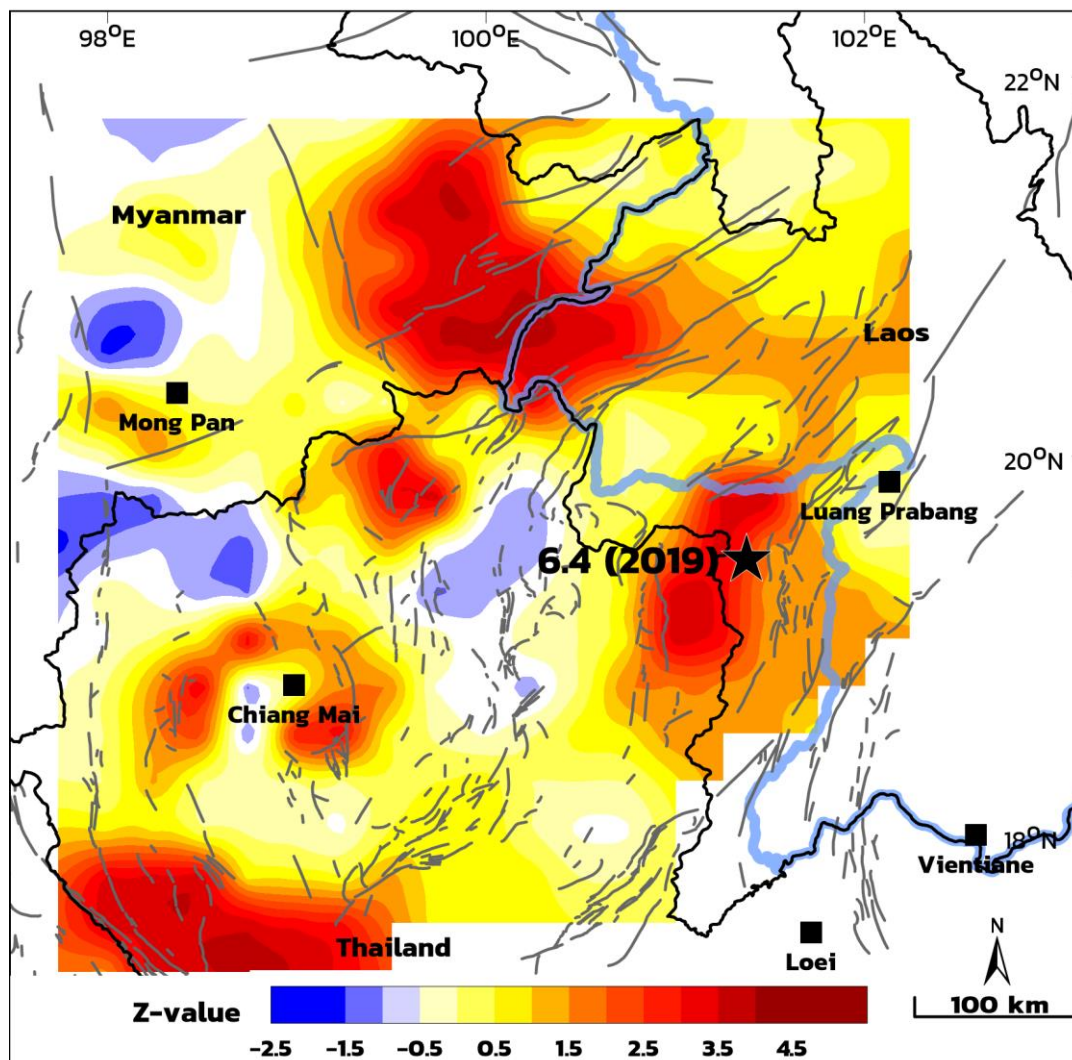 98°E
100°E
102°E
22°N
Myanmar
Laos
Mong Pan
20°N
Luang Prabang
6.4 (2019)
Chiang Mai
18°N
Vientiane
Thailand
Loei
N
Z-value
100 km
-2.5 -1.5 -0.5 0.5 1.5 2.5 3.5 4.5